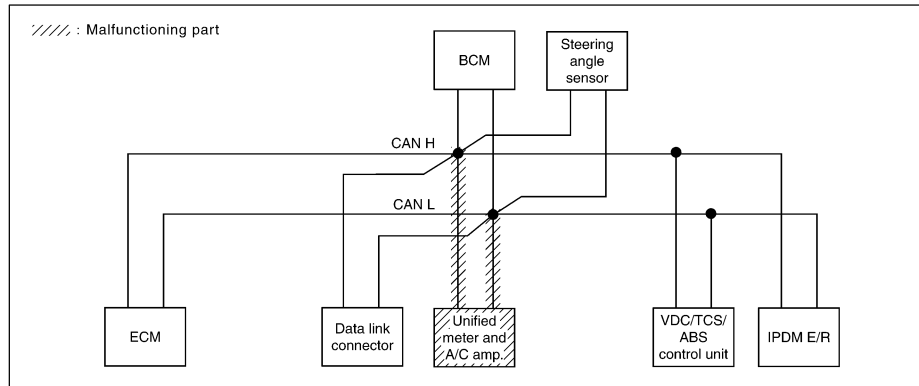 : Malfunctioning part
BCM
Steering
angle
sensor
CAN H
CAN L
ECM
Data link
connector
Unified
meter and
A/C amp.
VDC/TCS/
ABS
control unit
IPDM E/R